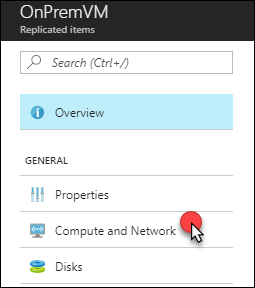 OnPremVM
Replicated items
Search (Ctrl+/)
Overview
GENERAL
Properties
Compute and Network
Disks